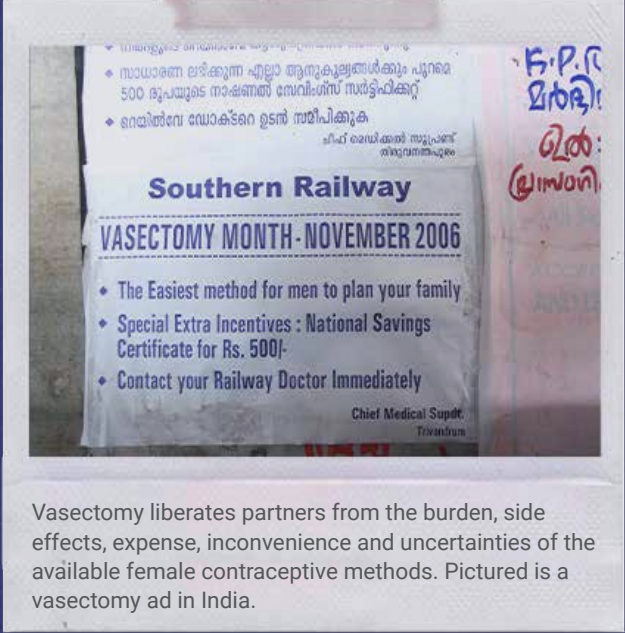 ❖ സാധാരണ ലഭിക്കുന്ന എല്ലാ ആനുകൂല്യങ്ങൾക്കും പുറമെ
500 രൂപയുടെ നാഷണൽ സേവിംഗ്സ് സർട്ടിഫിക്കറ്റ്
❖ റെയിൽവേ ഡോക്ടറെ ഉടൻ സമീപിക്കുക
ചീഫ് മെഡിക്കൽ സൂപ്രണ്ട്
തിരുവനന്തപുരം
Southern Railway
VASECTOMY MONTH-NOVEMBER 2006
❖ The Easiest method for men to plan your family
❖ Special Extra Incentives : National Savings
Certificate for Rs. 500/-
❖ Contact your Railway Doctor Immediately
Chief Medical Supdt.
Trivandrum
Vasectomy liberates partners from the burden, side
effects, expense, inconvenience and uncertainties of the
available female contraceptive methods. Pictured is a
vasectomy ad in India.